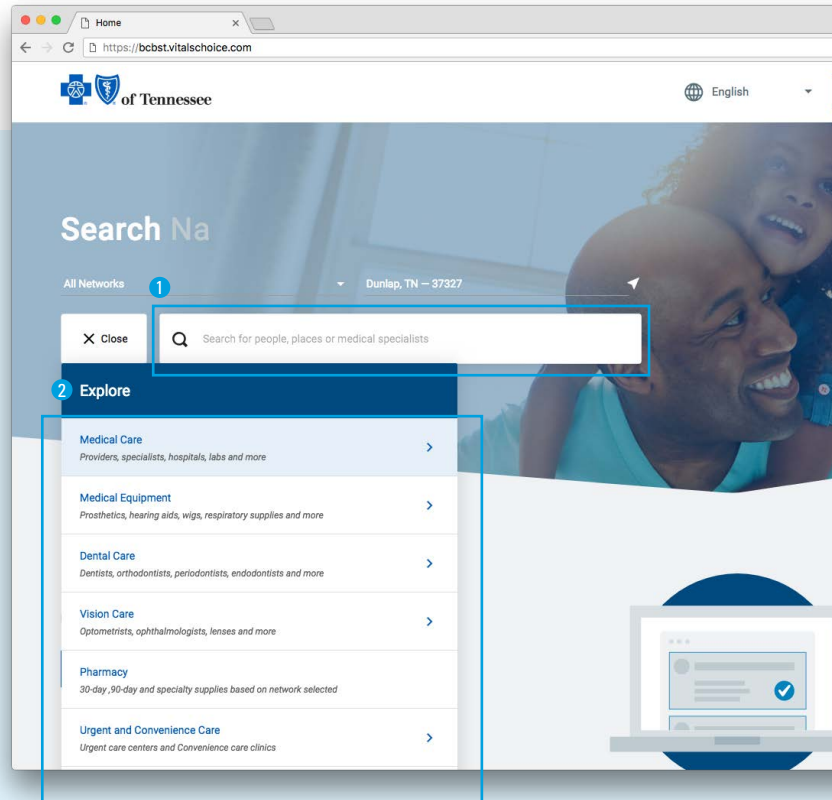 Home
https://bcbst.vitalschoice.com
of Tennessee
English
Search Na
All Networks
1
Dunlap, TN — 37327
Close
Search for people, places or medical specialists
2
Explore
Medical Care
Providers, specialists, hospitals, labs and more
Medical Equipment
Prosthetics, hearing aids, wigs, respiratory supplies and more
Dental Care
Dentists, orthodontists, periodontists, endodontists and more
Vision Care
Optometrists, ophthalmologists, lenses and more
Pharmacy
30-day ,90-day and specialty supplies based on network selected
Urgent and Convenience Care
Urgent care centers and Convenience care clinics